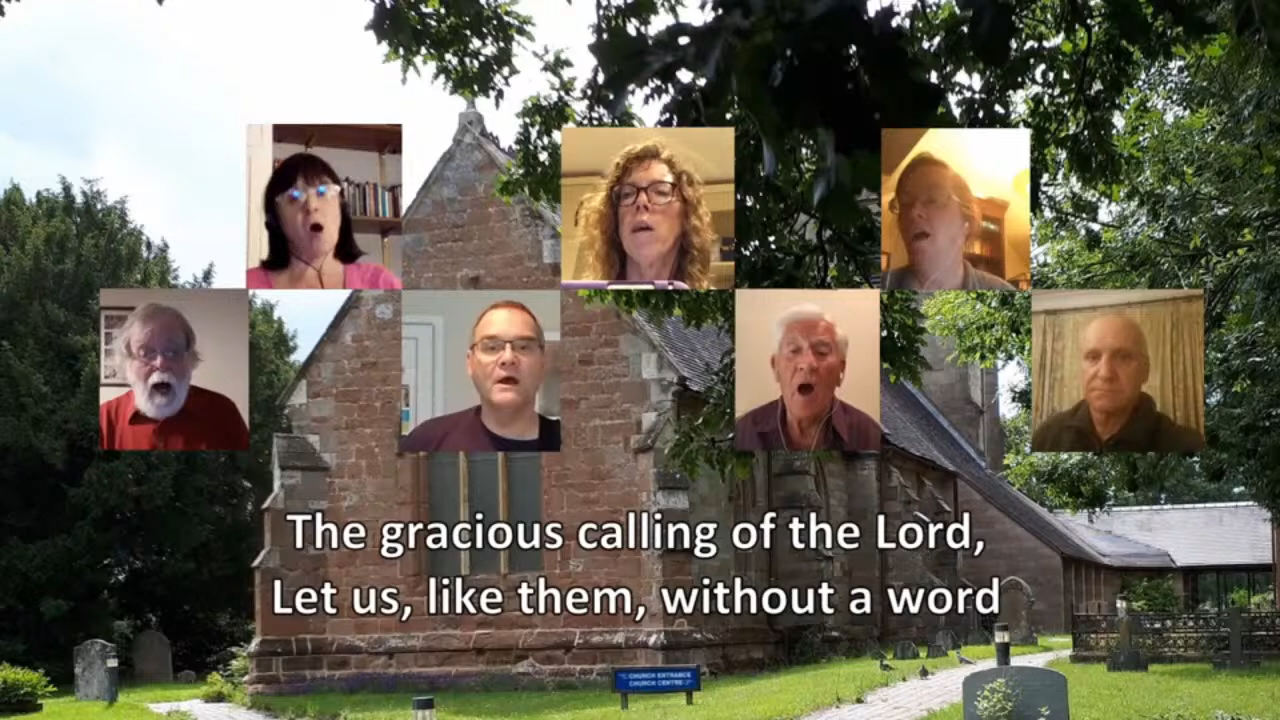 The gracious calling of the Lord,
Let us, like them, without a word
CHURCH ENTRANCE
CHURCH CENTRE